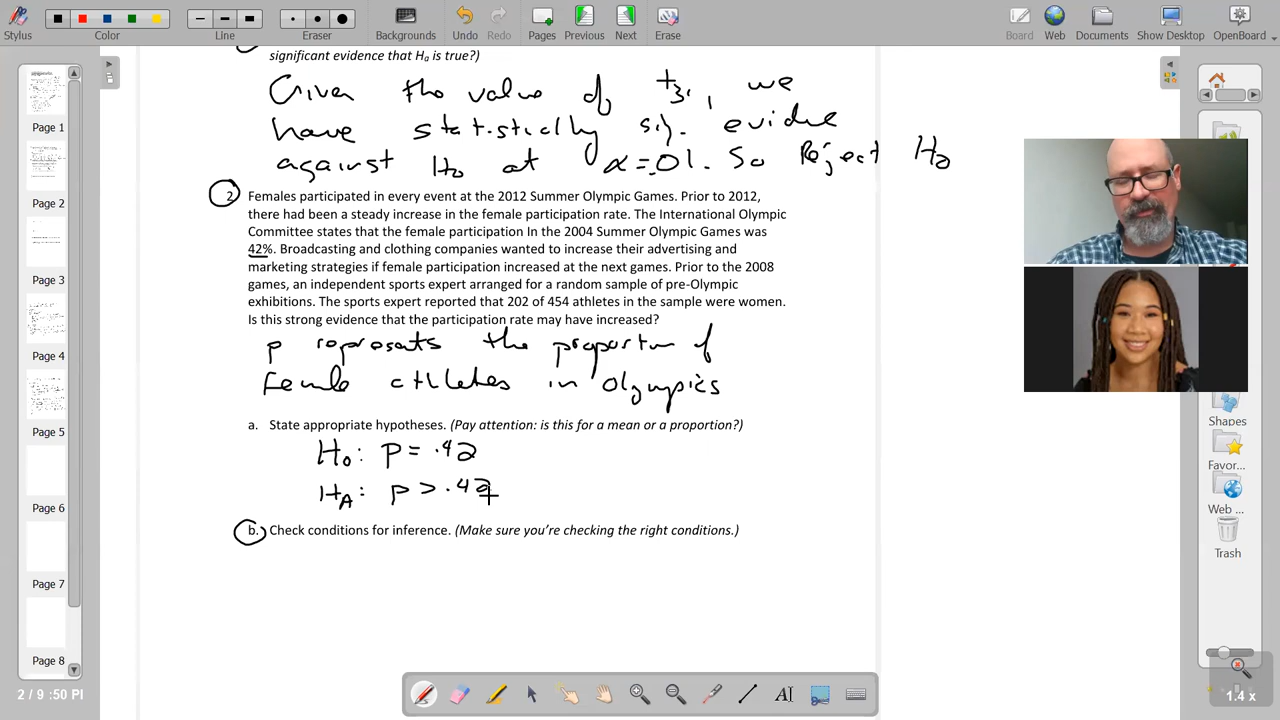 Stylus
Color
Line
Eraser
Backgrounds
Undo
Redo
Pages
Previous
Next
Erase
Board
Web
Documents
Show Desktop
OpenBoard
significant evidence that Hₐ is true?)
Given the value of t31, we
have statistically sig. evidence
against H0 at α=.01. So Reject H0
2 Females participated in every event at the 2012 Summer Olympic Games. Prior to 2012,
there had been a steady increase in the female participation rate. The International Olympic
Committee states that the female participation In the 2004 Summer Olympic Games was
42%. Broadcasting and clothing companies wanted to increase their advertising and
marketing strategies if female participation increased at the next games. Prior to the 2008
games, an independent sports expert arranged for a random sample of pre-Olympic
exhibitions. The sports expert reported that 202 of 454 athletes in the sample were women.
Is this strong evidence that the participation rate may have increased?
p represents the proportion of
Female athletes in Olympics
a. State appropriate hypotheses. (Pay attention: is this for a mean or a proportion?)
H0: p = .42
HA: p > .42
b. Check conditions for inference. (Make sure you're checking the right conditions.)
Page 1
Page 2
Page 3
Page 4
Page 5
Page 6
Page 7
Page 8
2 / 9 :50 PI
Shapes
Favor...
Web ...
Trash
1.4 x